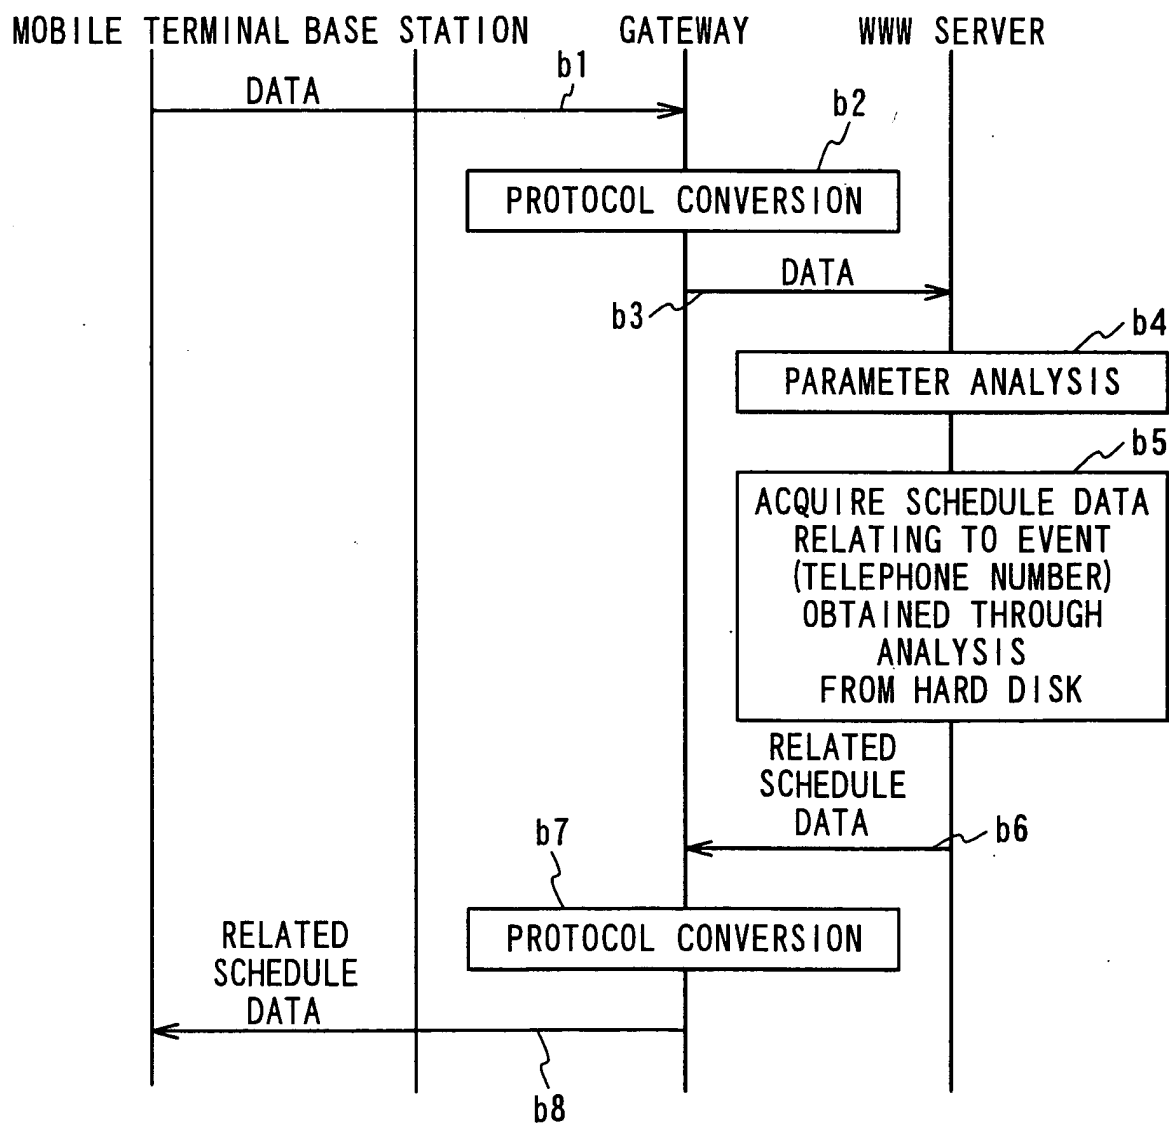 MOBILE TERMINAL BASE STATION GATEWAY WWW SERVER
DATA
b1
b2
PROTOCOL CONVERSION
DATA
b3
b4
PARAMETER ANALYSIS
b5
ACQUIRE SCHEDULE DATA
RELATING TO EVENT
(TELEPHONE NUMBER)
OBTAINED THROUGH
ANALYSIS
FROM HARD DISK
RELATED
SCHEDULE
DATA
b6
b7
PROTOCOL CONVERSION
RELATED
SCHEDULE
DATA
b8